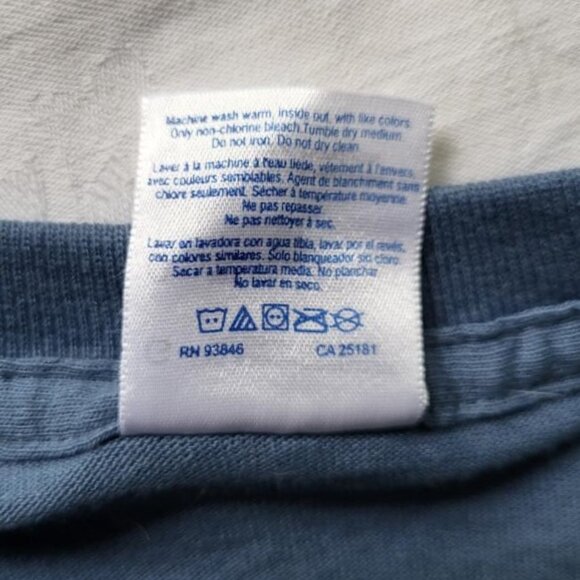 Machine wash warm, inside out, with like colors.
Only non-chlorine bleach. Tumble dry medium.
Do not iron. Do not dry clean.
Laver à la machine à l'eau tiède, vêtement à l'envers,
avec couleurs semblables. Agent de blanchiment sans
chlore seulement. Sécher à température moyenne.
Ne pas repasser.
Ne pas nettoyer à sec.
Lavar en lavadora con agua tibia, lavar por el revés,
con colores similares. Solo blanqueador sin cloro.
Secar a temperatura media. No planchar.
No lavar en seco.
RN 93846 CA 25181